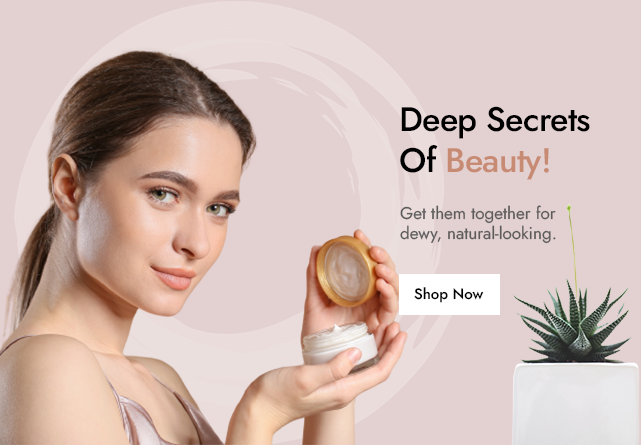 Deep Secrets
Of Beauty!
Get them together for
dewy, natural-looking.
Shop Now